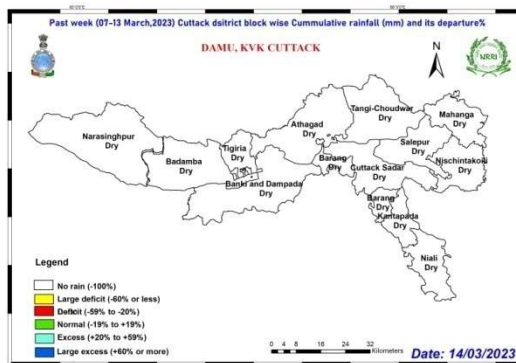 Past week (07-13 March,2023) Cuttack dsitrict block wise Cummulative rainfall (mm) and its departure%
DAMU, KVK CUTTACK
N
NRRI
Tangi-Choudwar
Dry
Mahanga
Dry
Athagad
Dry
Narasinghpur
Dry
Tigiria
Dry
Salepur
Dry
Nischintakoili
Dry
Badamba
Dry
Barang
Dry
Cuttack Sadar
Dry
Banki and Dampada
Dry
Barang
Dry
Kantapada
Dry
Niali
Dry
Legend
No rain (-100%)
Large deficit (-60% or less)
Deficit (-59% to -20%)
Normal (-19% to +19%)
Excess (+20% to +59%)
Large excess (+60% or more)
0 4 8 16 24 32
Kilometers
Date: 14/03/2023